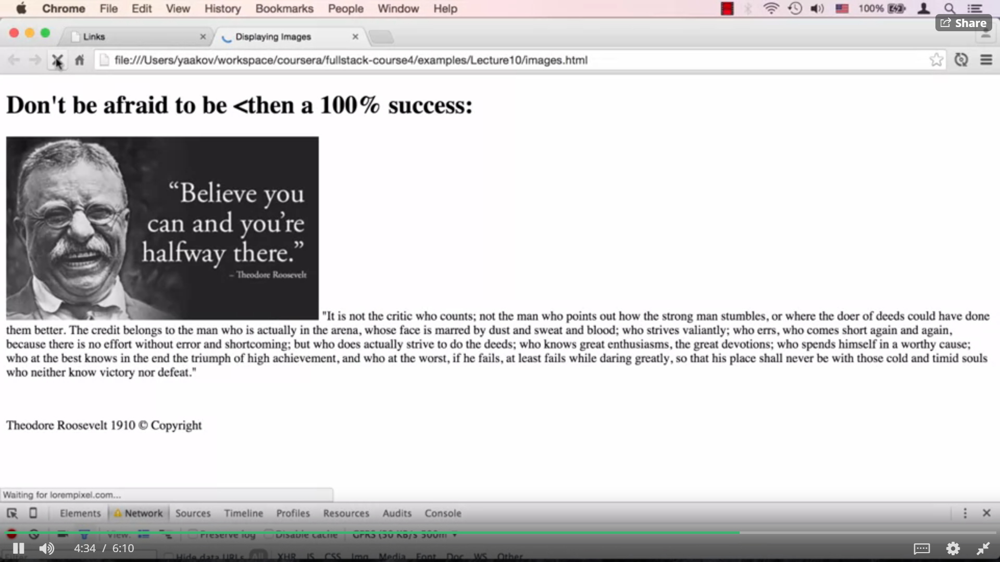 Chrome File Edit View History Bookmarks People Window Help 100%
Share
Links Displaying Images
file:///Users/yaakov/workspace/coursera/fullstack-course4/examples/Lecture10/images.html
Don't be afraid to be <then a 100% success:
“Believe you
can and you’re
halfway there.”
– Theodore Roosevelt
"It is not the critic who counts; not the man who points out how the strong man stumbles, or where the doer of deeds could have done
them better. The credit belongs to the man who is actually in the arena, whose face is marred by dust and sweat and blood; who strives valiantly; who errs, who comes short again and again,
because there is no effort without error and shortcoming; but who does actually strive to do the deeds; who knows great enthusiasms, the great devotions; who spends himself in a worthy cause;
who at the best knows in the end the triumph of high achievement, and who at the worst, if he fails, at least fails while daring greatly, so that his place shall never be with those cold and timid souls
who neither know victory nor defeat."
Theodore Roosevelt 1910 © Copyright
Waiting for lorempixel.com...
Elements Network Sources Timeline Profiles Resources Audits Console
View: Preserve log Disable cache GPRS (50 KB/s 500m
4:34 / 6:10
Filter Hide data URLs All XHR JS CSS Img Media Font Doc WS Other